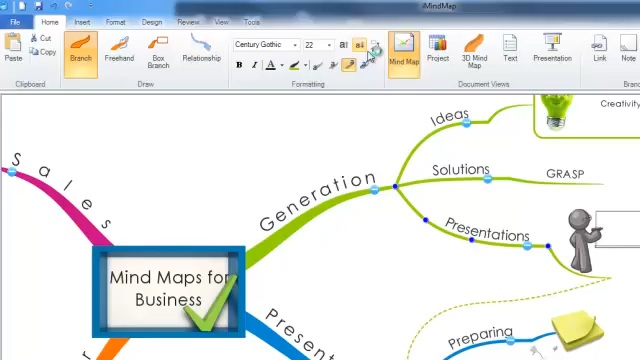 iMindMap
File Home Insert Format Design Review View Tools
Cut
Copy
Paste
Clipboard
Branch
Freehand
Box Branch
Relationship
Draw
Century Gothic 22
B I A
Formatting
Mind Map
Project
3D Mind Map
Text
Presentation
Document Views
Link
Note
Ideas
Creativity
Solutions
GRASP
Generation
Presentations
Sales
Mind Maps for
Business
Preparing
Present